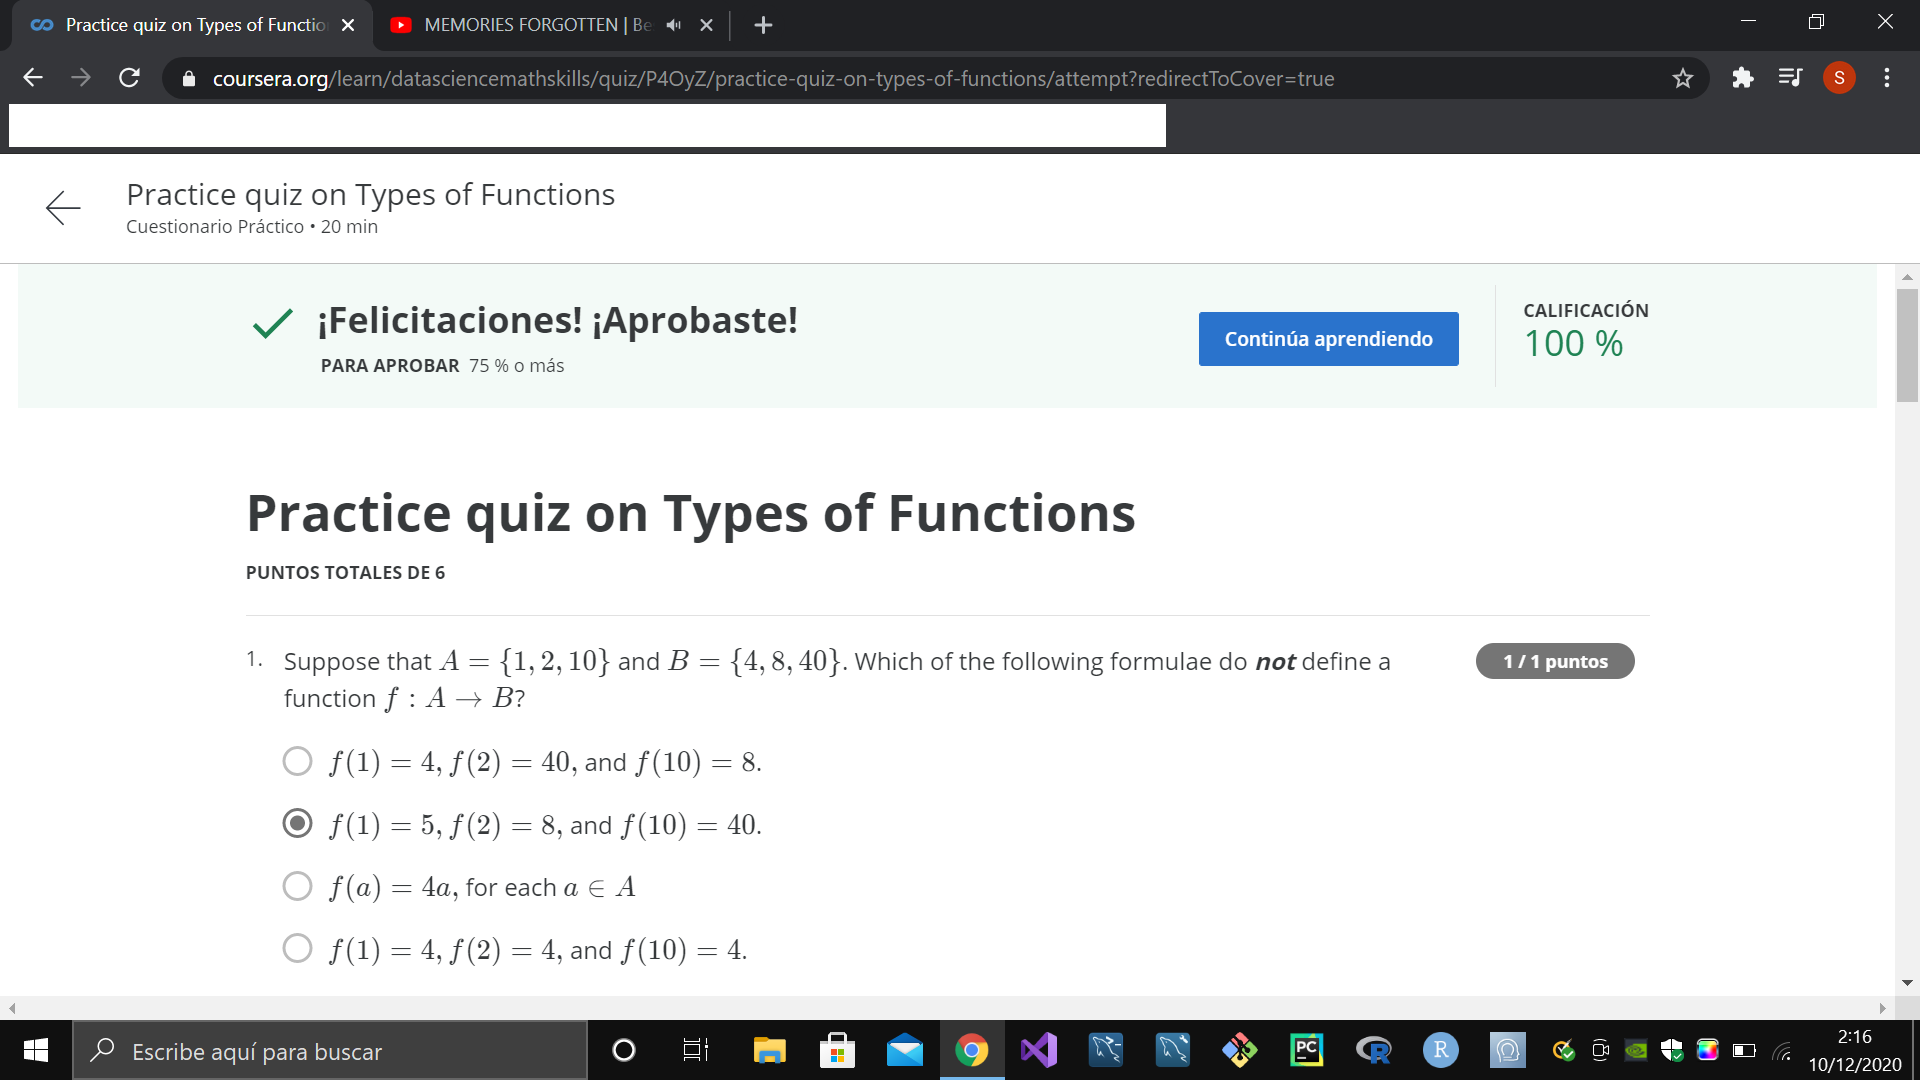 Practice quiz on Types of Functio
MEMORIES FORGOTTEN | Be
coursera.org/learn/datasciencemathskills/quiz/P4OyZ/practice-quiz-on-types-of-functions/attempt?redirectToCover=true
S
Practice quiz on Types of Functions
Cuestionario Práctico • 20 min
¡Felicitaciones! ¡Aprobaste!
PARA APROBAR 75 % o más
Continúa aprendiendo
CALIFICACIÓN
100 %
Practice quiz on Types of Functions
PUNTOS TOTALES DE 6
1. Suppose that A = {1, 2, 10} and B = {4, 8, 40}. Which of the following formulae do not define a
function f : A → B?
1 / 1 puntos
f(1) = 4, f(2) = 40, and f(10) = 8.
f(1) = 5, f(2) = 8, and f(10) = 40.
f(a) = 4a, for each a ∈ A
f(1) = 4, f(2) = 4, and f(10) = 4.
Escribe aquí para buscar
PC
R
R
2:16
10/12/2020